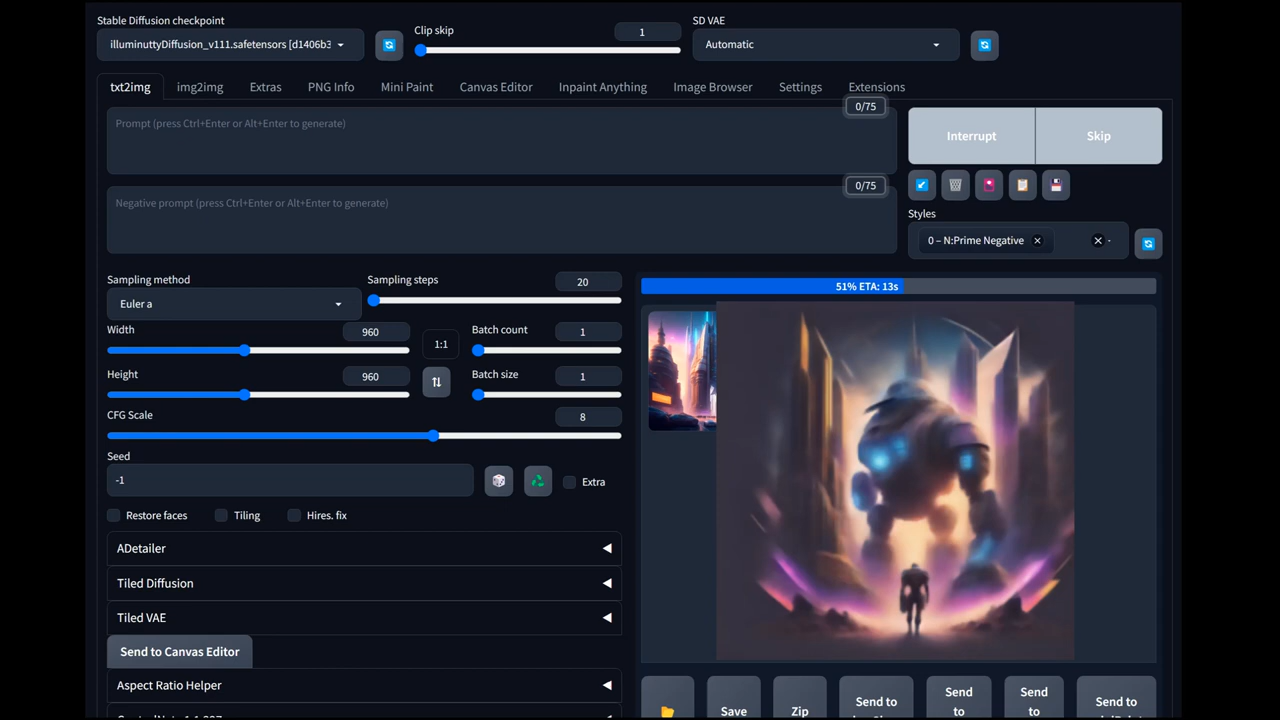 Stable Diffusion checkpoint
illuminuttyDiffusion_v111.safetensors [d1406b3
Clip skip
1
SD VAE
Automatic
txt2img
img2img
Extras
PNG Info
Mini Paint
Canvas Editor
Inpaint Anything
Image Browser
Settings
Extensions
0/75
Prompt (press Ctrl+Enter or Alt+Enter to generate)
Interrupt
Skip
0/75
Negative prompt (press Ctrl+Enter or Alt+Enter to generate)
Styles
0 – N:Prime Negative
Sampling method
Euler a
Sampling steps
20
51% ETA: 13s
Width
960
1:1
Batch count
1
Height
960
Batch size
1
CFG Scale
8
Seed
-1
Extra
Restore faces
Tiling
Hires. fix
ADetailer
Tiled Diffusion
Tiled VAE
Send to Canvas Editor
Aspect Ratio Helper
Save
Zip
Send to
Send
to
Send
to
Send to